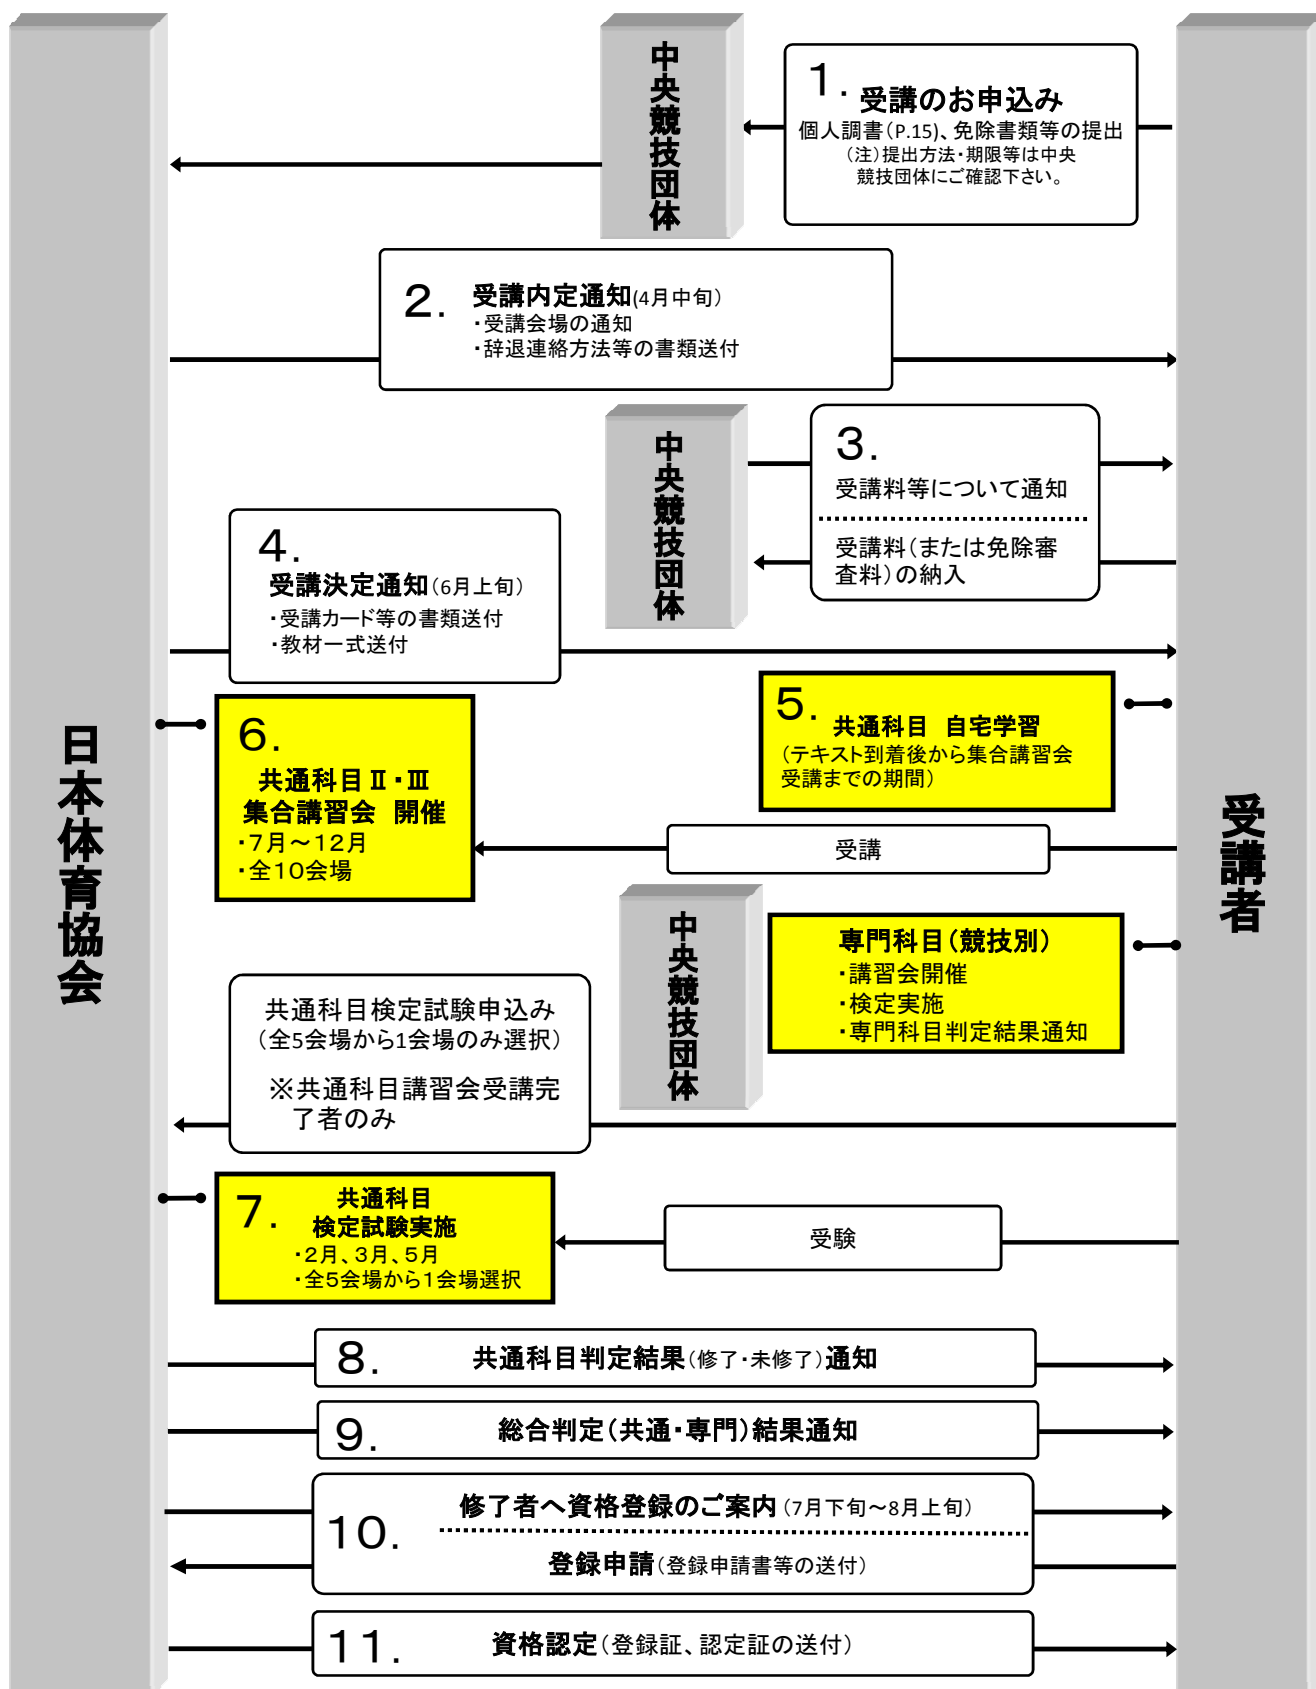 日本体育協会
受講者
中央競技団体
1. 受講のお申込み
個人調書(P.15)、免除書類等の提出
(注)提出方法・期限等は中央
競技団体にご確認下さい。
2. 受講内定通知(4月中旬)
・受講会場の通知
・辞退連絡方法等の書類送付
中央競技団体
3.
受講料等について通知
受講料(または免除審
査料)の納入
4.
受講決定通知(6月上旬)
・受講カード等の書類送付
・教材一式送付
5. 共通科目 自宅学習
(テキスト到着後から集合講習会
受講までの期間)
6.
共通科目Ⅱ・Ⅲ
集合講習会 開催
・7月～12月
・全10会場
受講
中央競技団体
専門科目(競技別)
・講習会開催
・検定実施
・専門科目判定結果通知
共通科目検定試験申込み
(全5会場から1会場のみ選択)
※共通科目講習会受講完
了者のみ
7. 共通科目
検定試験実施
・2月、3月、5月
・全5会場から1会場選択
受験
8. 共通科目判定結果(修了・未修了)通知
9. 総合判定(共通・専門)結果通知
10. 修了者へ資格登録のご案内(7月下旬～8月上旬)
登録申請(登録申請書等の送付)
11. 資格認定(登録証、認定証の送付)